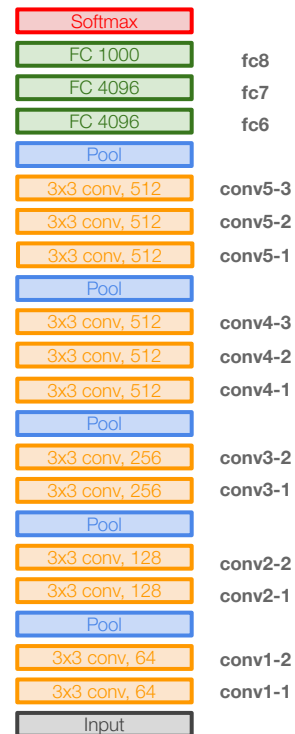 Softmax
FC 1000 fc8
FC 4096 fc7
FC 4096 fc6
Pool
3x3 conv, 512 conv5-3
3x3 conv, 512 conv5-2
3x3 conv, 512 conv5-1
Pool
3x3 conv, 512 conv4-3
3x3 conv, 512 conv4-2
3x3 conv, 512 conv4-1
Pool
3x3 conv, 256 conv3-2
3x3 conv, 256 conv3-1
Pool
3x3 conv, 128 conv2-2
3x3 conv, 128 conv2-1
Pool
3x3 conv, 64 conv1-2
3x3 conv, 64 conv1-1
Input